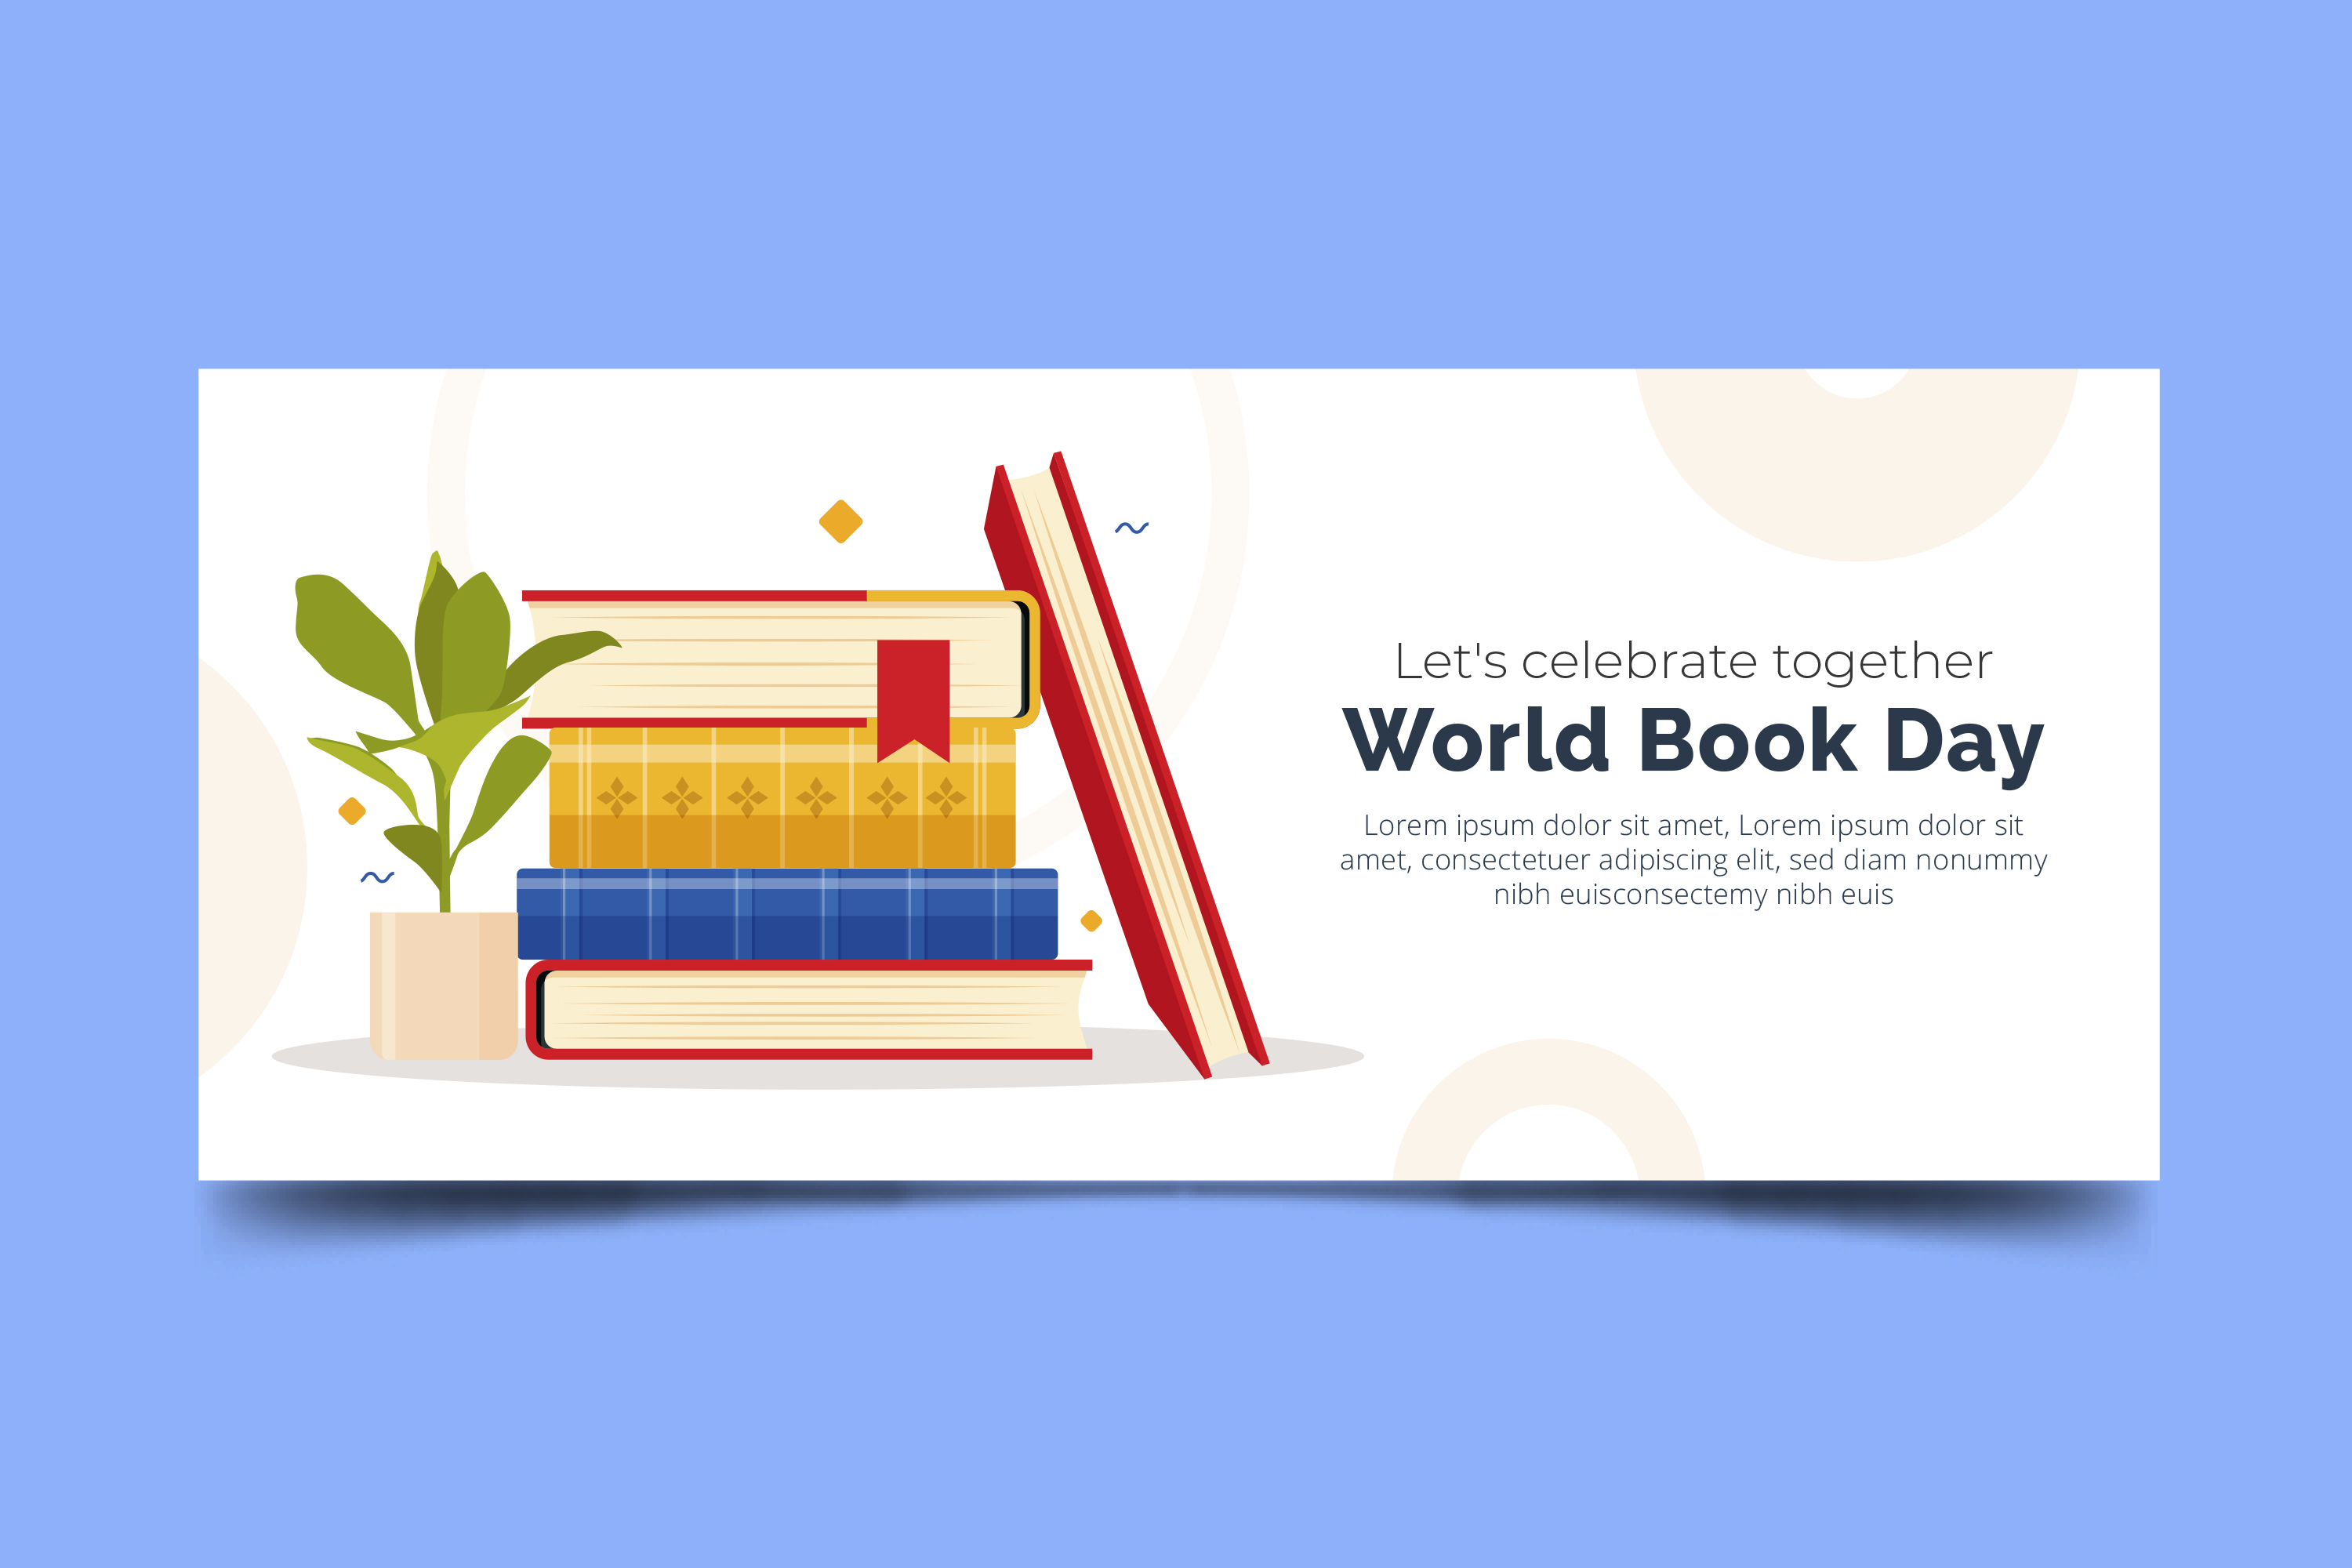 Let's celebrate together
World Book Day
Lorem ipsum dolor sit amet, Lorem ipsum dolor sit
amet, consectetuer adipiscing elit, sed diam nonummy
nibh euisconsectemy nibh euis